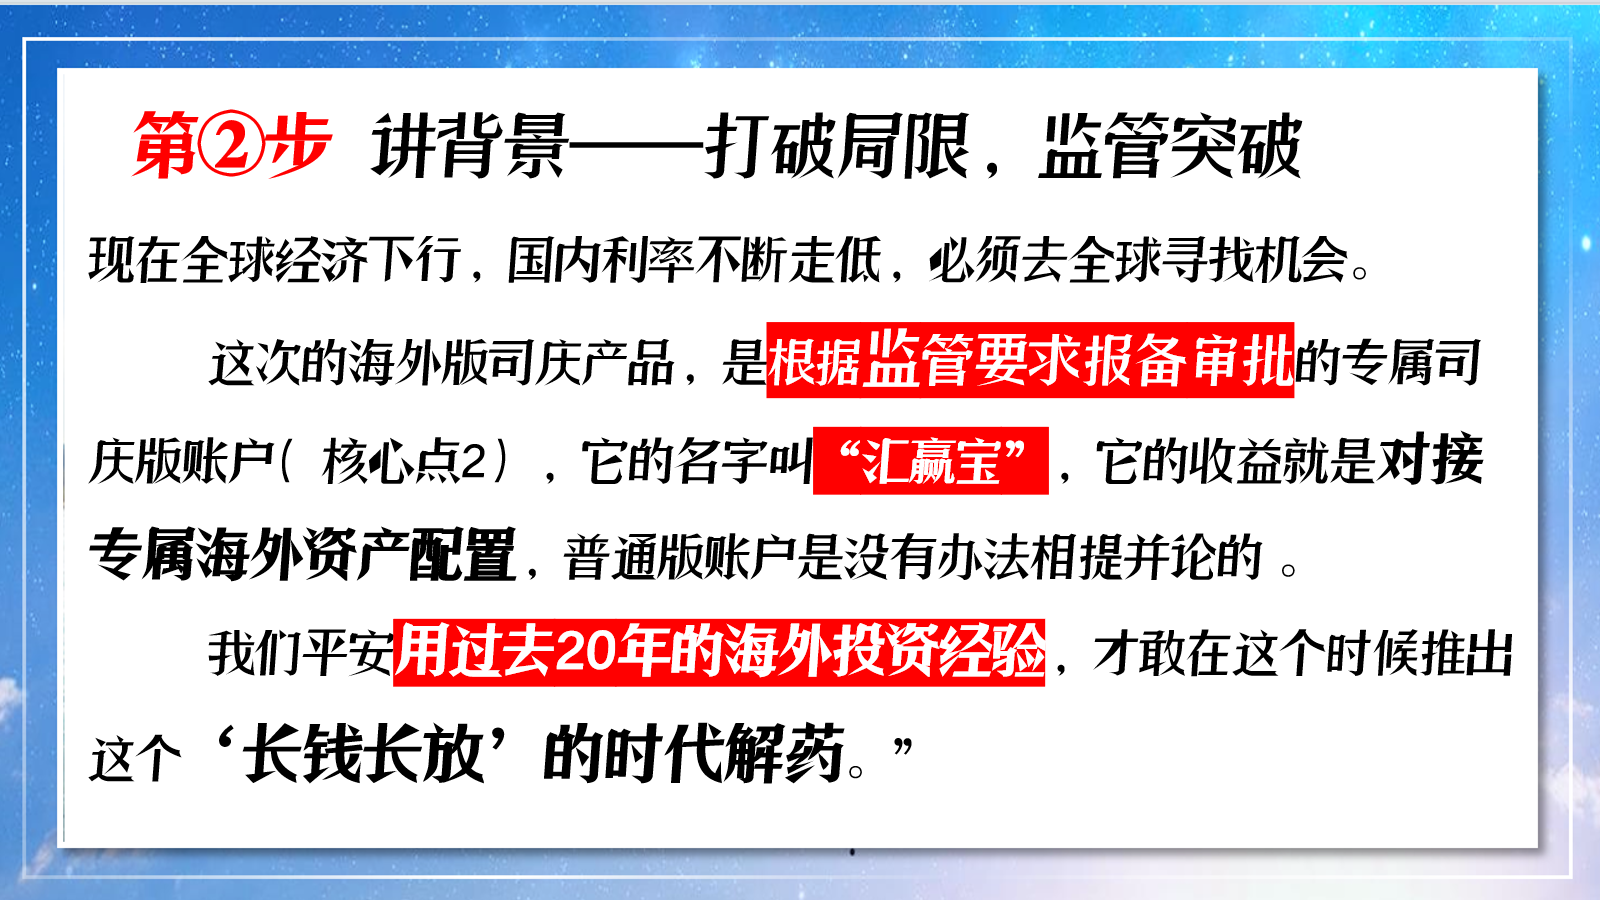 第②步 讲背景——打破局限，监管突破
现在全球经济下行，国内利率不断走低，必须去全球寻找机会。
这次的海外版司庆产品，是根据监管要求报备审批的专属司
庆版账户（核心点2），它的名字叫“汇赢宝”，它的收益就是对接
专属海外资产配置，普通版账户是没有办法相提并论的 。
我们平安用过去20年的海外投资经验，才敢在这个时候推出
这个‘长钱长放’的时代解药。”